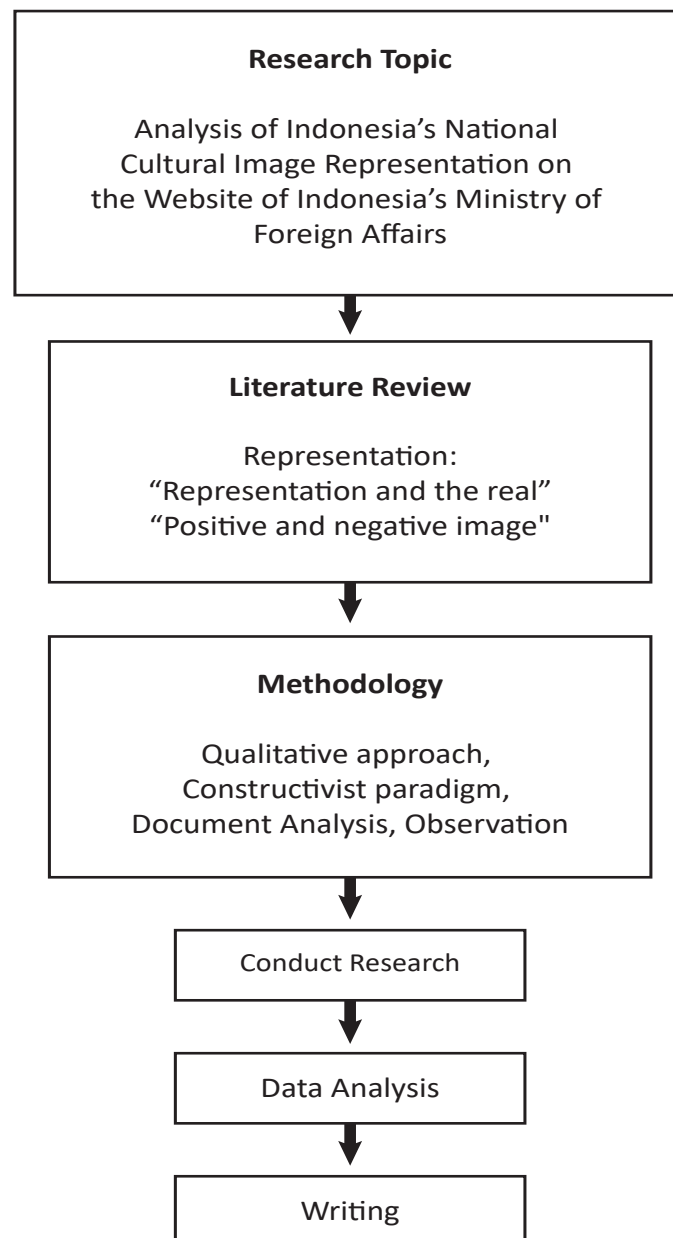 Research Topic
Analysis of Indonesia’s National
Cultural Image Representation on
the Website of Indonesia’s Ministry of
Foreign Affairs
Literature Review
Representation:
“Representation and the real”
“Positive and negative image"
Methodology
Qualitative approach,
Constructivist paradigm,
Document Analysis, Observation
Conduct Research
Data Analysis
Writing